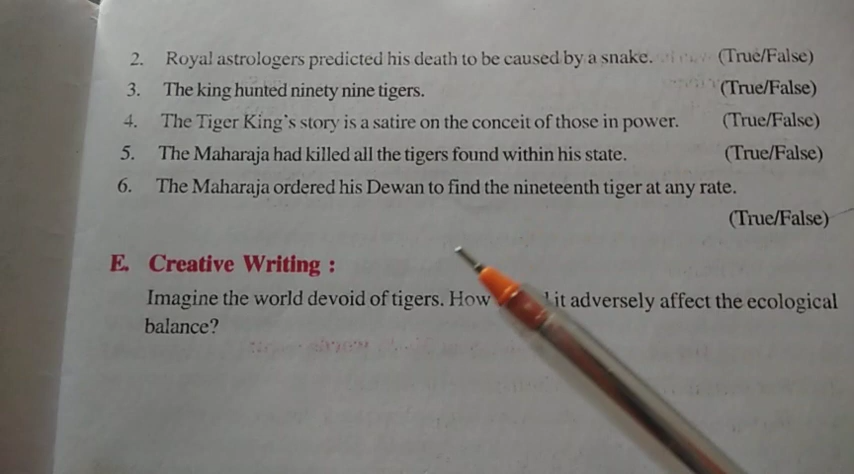 2. Royal astrologers predicted his death to be caused by a snake. (True/False)
3. The king hunted ninety nine tigers. (True/False)
4. The Tiger King's story is a satire on the conceit of those in power. (True/False)
5. The Maharaja had killed all the tigers found within his state. (True/False)
6. The Maharaja ordered his Dewan to find the nineteenth tiger at any rate.
(True/False)
E. Creative Writing :
Imagine the world devoid of tigers. How it adversely affect the ecological
balance?